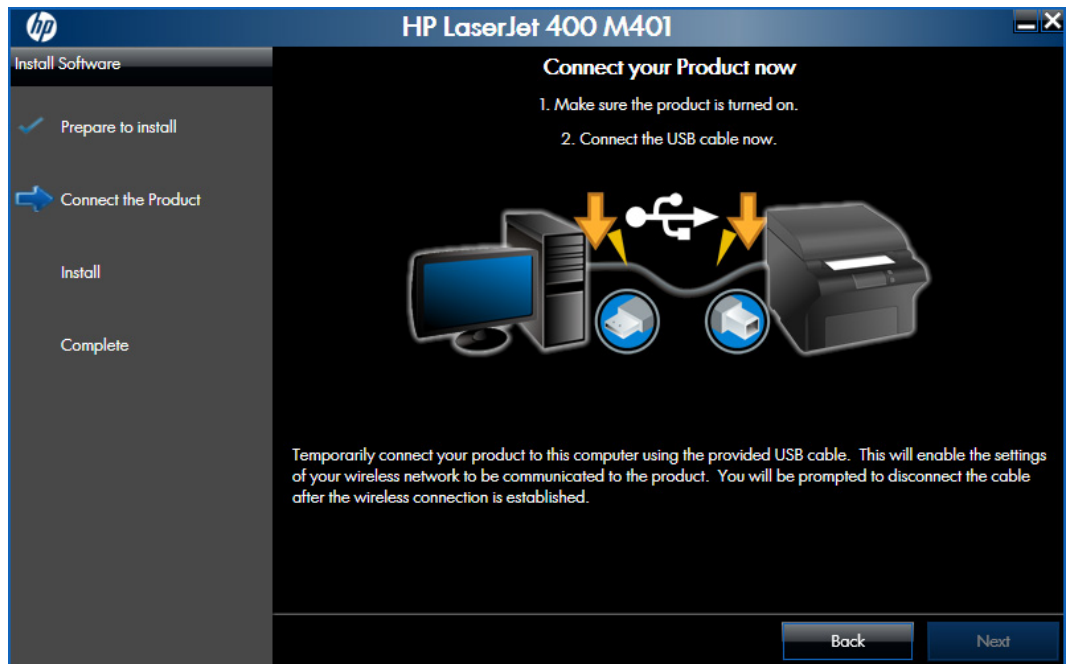 hp
HP LaserJet 400 M401
Install Software
Prepare to install
Connect the Product
Install
Complete
Connect your Product now
1. Make sure the product is turned on.
2. Connect the USB cable now.
Temporarily connect your product to this computer using the provided USB cable. This will enable the settings
of your wireless network to be communicated to the product. You will be prompted to disconnect the cable
after the wireless connection is established.
Back
Next